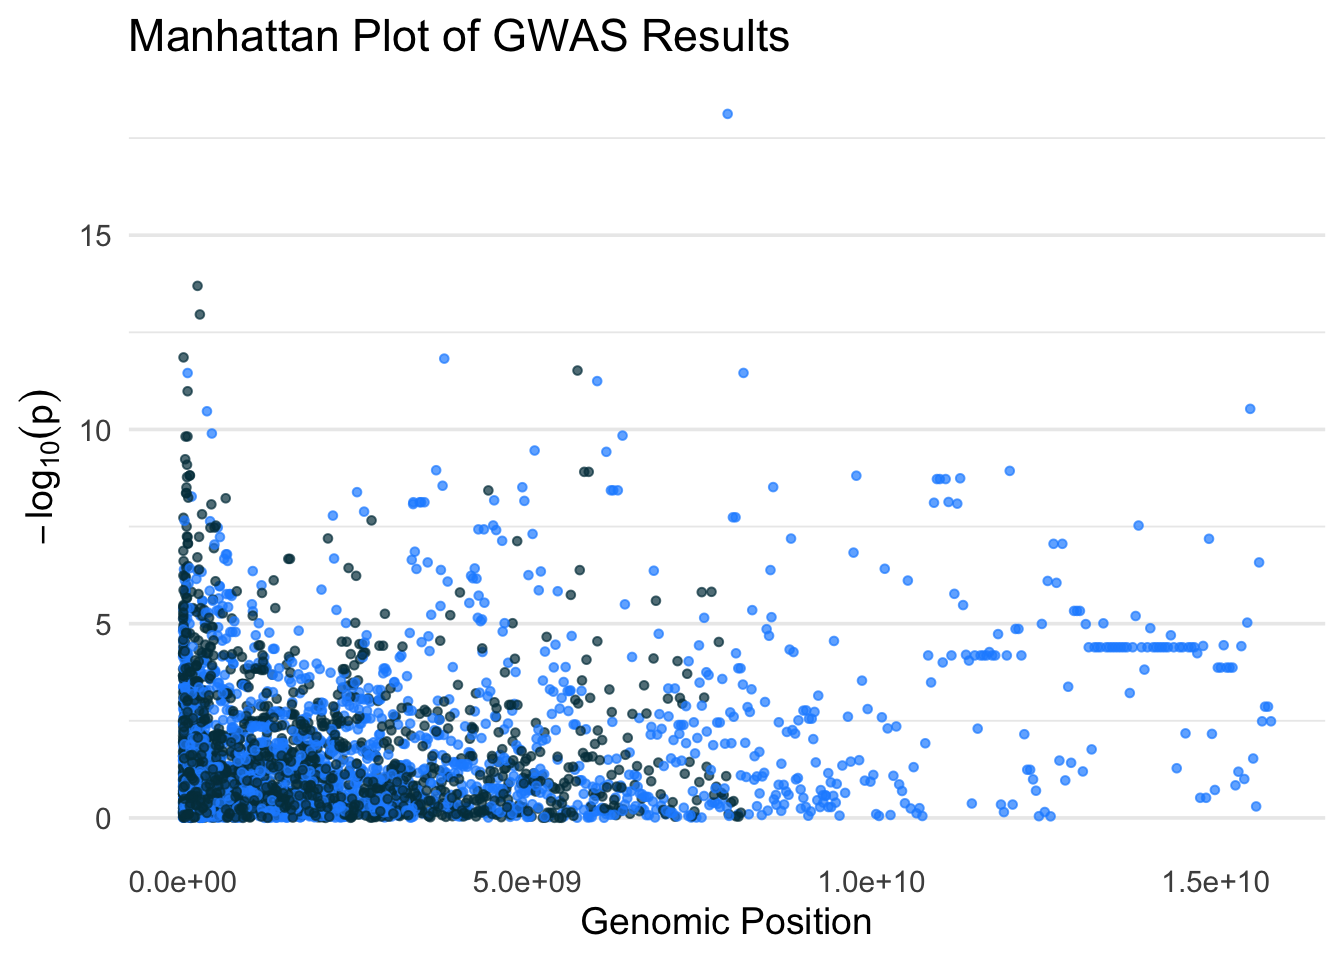 Manhattan Plot of GWAS Results
−log₁₀(p)
15
10
5
0
0.0e+00 5.0e+09 1.0e+10 1.5e+10
Genomic Position